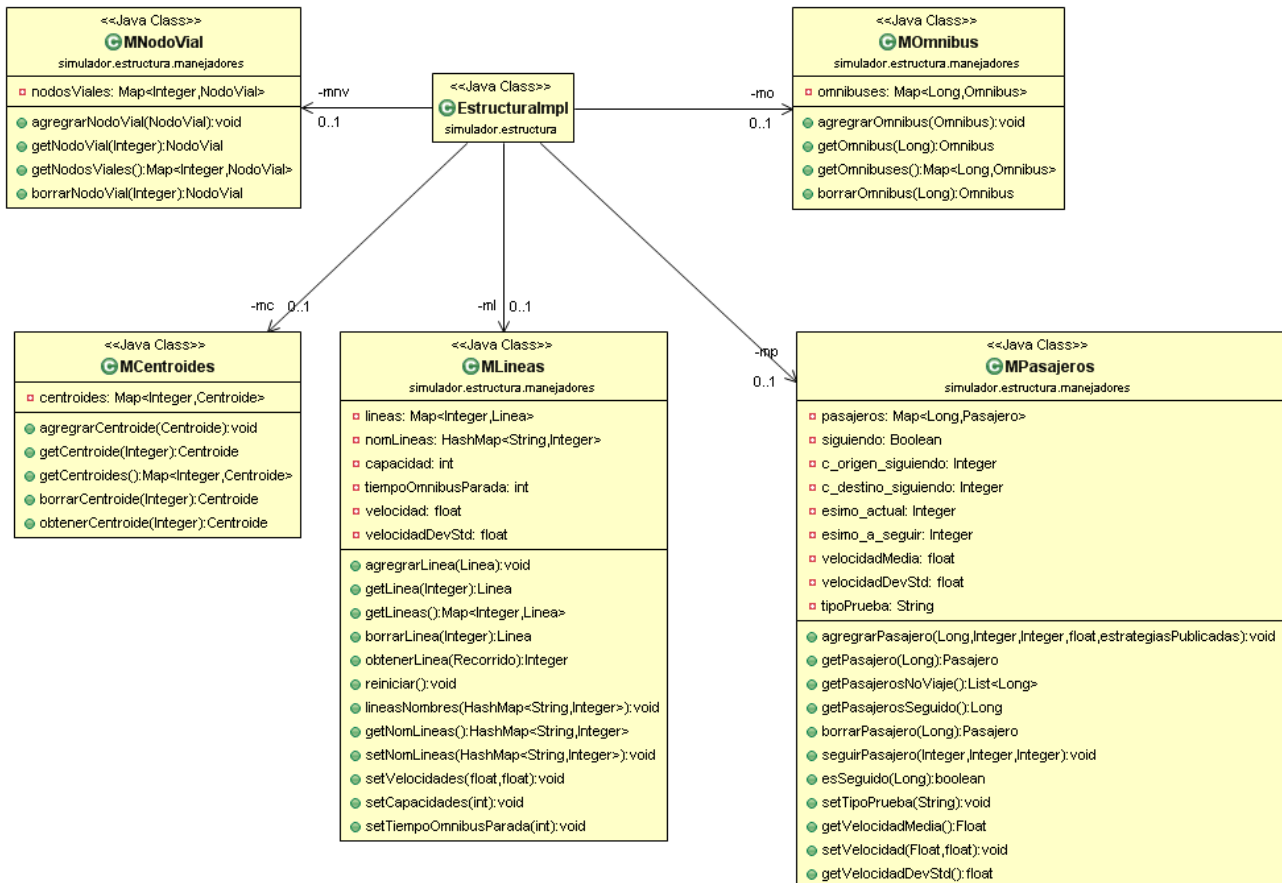 <<Java Class>>
MNodoVial
simulador.estructura.manejadores
nodosViales: Map<Integer,NodoVial>
agregrarNodoVial(NodoVial):void
getNodoVial(Integer):NodoVial
getNodosViales():Map<Integer,NodoVial>
borrarNodoVial(Integer):NodoVial
-mnv
0..1
<<Java Class>>
EstructuraImpl
simulador.estructura
-mo
0..1
<<Java Class>>
MOmnibus
simulador.estructura.manejadores
omnibuses: Map<Long,Omnibus>
agregrarOmnibus(Omnibus):void
getOmnibus(Long):Omnibus
getOmnibuses():Map<Long,Omnibus>
borrarOmnibus(Long):Omnibus
-mc 0..1
<<Java Class>>
MCentroides
simulador.estructura.manejadores
centroides: Map<Integer,Centroide>
agregrarCentroide(Centroide):void
getCentroide(Integer):Centroide
getCentroides():Map<Integer,Centroide>
borrarCentroide(Integer):Centroide
obtenerCentroide(Integer):Centroide
-ml 0..1
<<Java Class>>
MLineas
simulador.estructura.manejadores
lineas: Map<Integer,Linea>
nomLineas: HashMap<String,Integer>
capacidad: int
tiempoOmnibusParada: int
velocidad: float
velocidadDevStd: float
agregrarLinea(Linea):void
getLinea(Integer):Linea
getLineas():Map<Integer,Linea>
borrarLinea(Integer):Linea
obtenerLinea(Recorrido):Integer
reiniciar():void
lineasNombres(HashMap<String,Integer>):void
getNomLineas():HashMap<String,Integer>
setNomLineas(HashMap<String,Integer>):void
setVelocidades(float,float):void
setCapacidades(int):void
setTiempoOmnibusParada(int):void
-mp
0..1
<<Java Class>>
MPasajeros
simulador.estructura.manejadores
pasajeros: Map<Long,Pasajero>
siguiendo: Boolean
c_origen_siguiendo: Integer
c_destino_siguiendo: Integer
esimo_actual: Integer
esimo_a_seguir: Integer
velocidadMedia: float
velocidadDevStd: float
tipoPrueba: String
agregrarPasajero(Long,Integer,Integer,float,estrategiasPublicadas):void
getPasajero(Long):Pasajero
getPasajerosNoViaje():List<Long>
getPasajerosSeguido():Long
borrarPasajero(Long):Pasajero
seguirPasajero(Integer,Integer,Integer):void
esSeguido(Long):boolean
setTipoPrueba(String):void
getVelocidadMedia():Float
setVelocidad(Float,float):void
getVelocidadDevStd():float